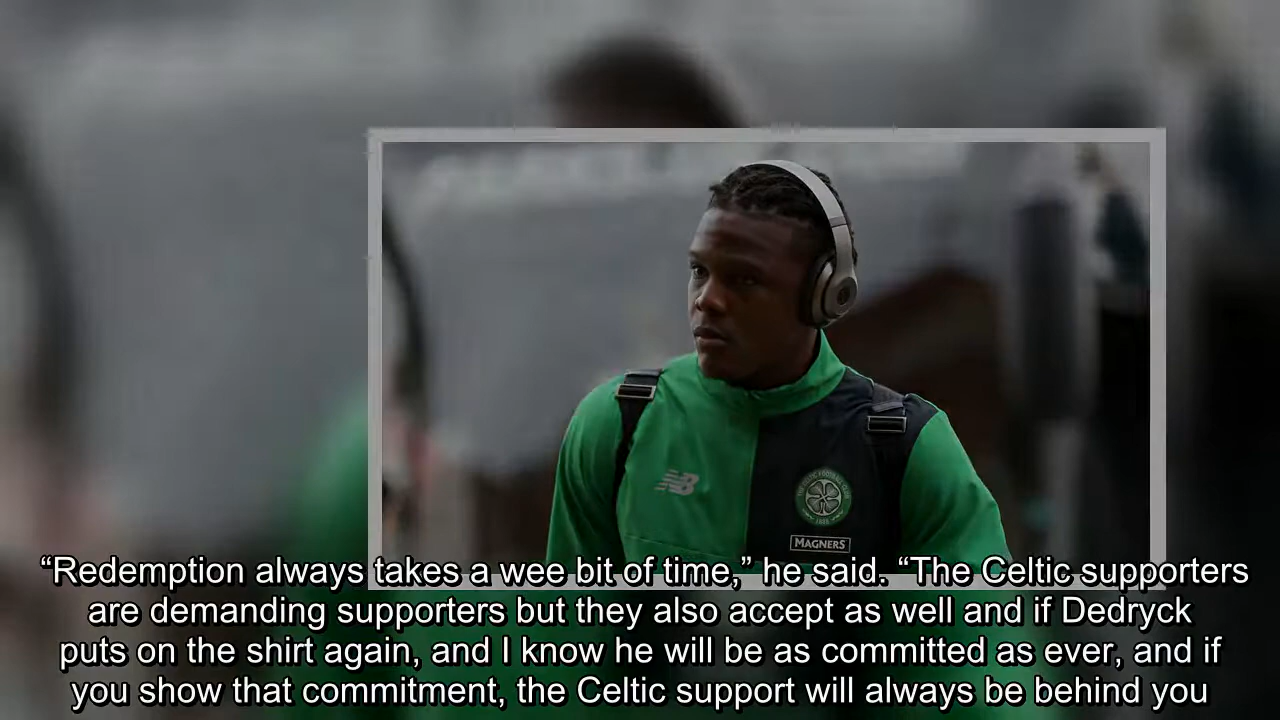 MAGNERS
“Redemption always takes a wee bit of time,” he said. “The Celtic supporters
are demanding supporters but they also accept as well and if Dedryck
puts on the shirt again, and I know he will be as committed as ever, and if
you show that commitment, the Celtic support will always be behind you